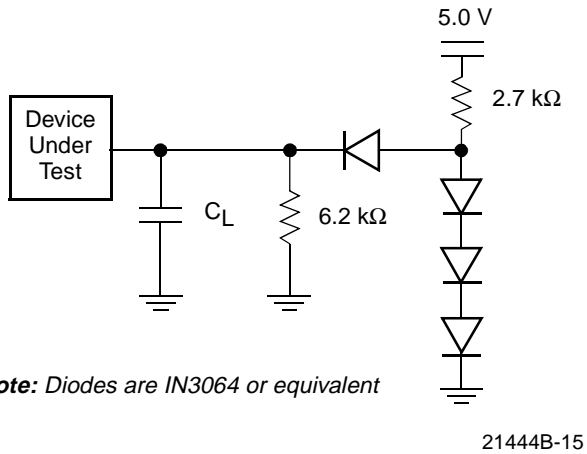 5.0 V
2.7 kΩ
Device
Under
Test
CL
6.2 kΩ
ote: Diodes are IN3064 or equivalent
21444B-15